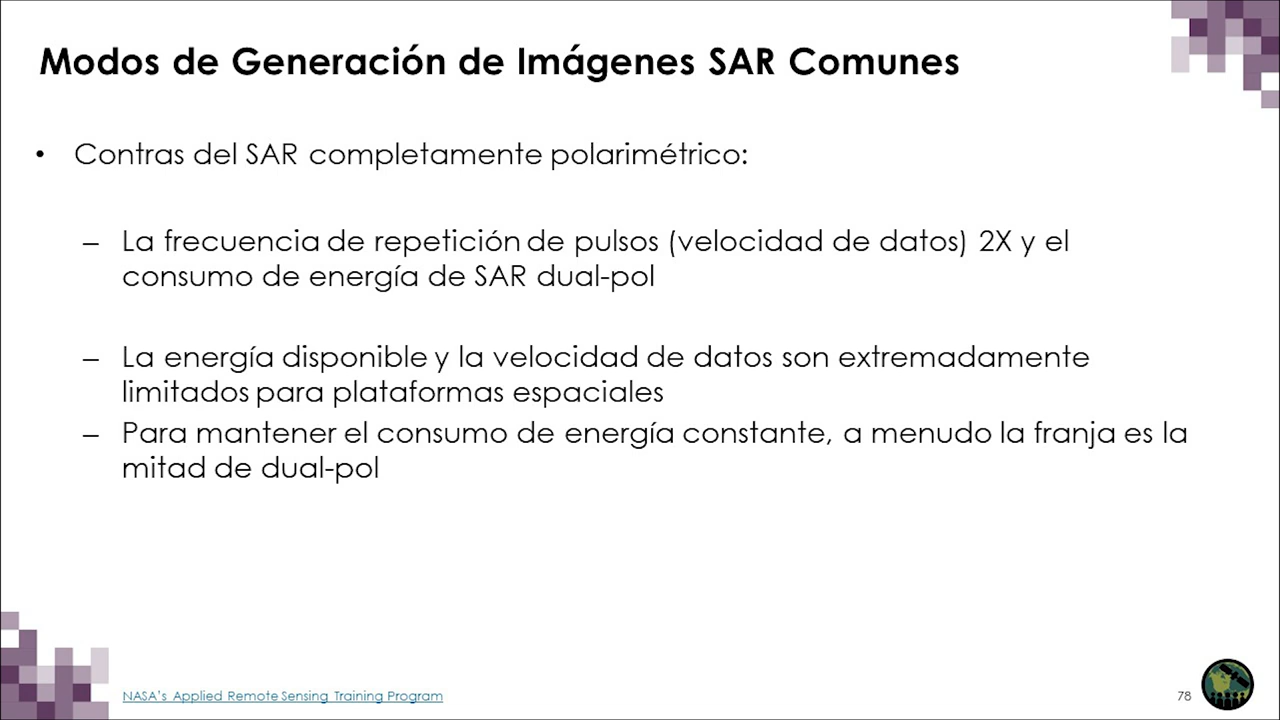 Modos de Generación de Imágenes SAR Comunes
• Contras del SAR completamente polarimétrico:
– La frecuencia de repetición de pulsos (velocidad de datos) 2X y el
consumo de energía de SAR dual-pol
– La energía disponible y la velocidad de datos son extremadamente
limitados para plataformas espaciales
– Para mantener el consumo de energía constante, a menudo la franja es la
mitad de dual-pol
NASA's Applied Remote Sensing Training Program
78